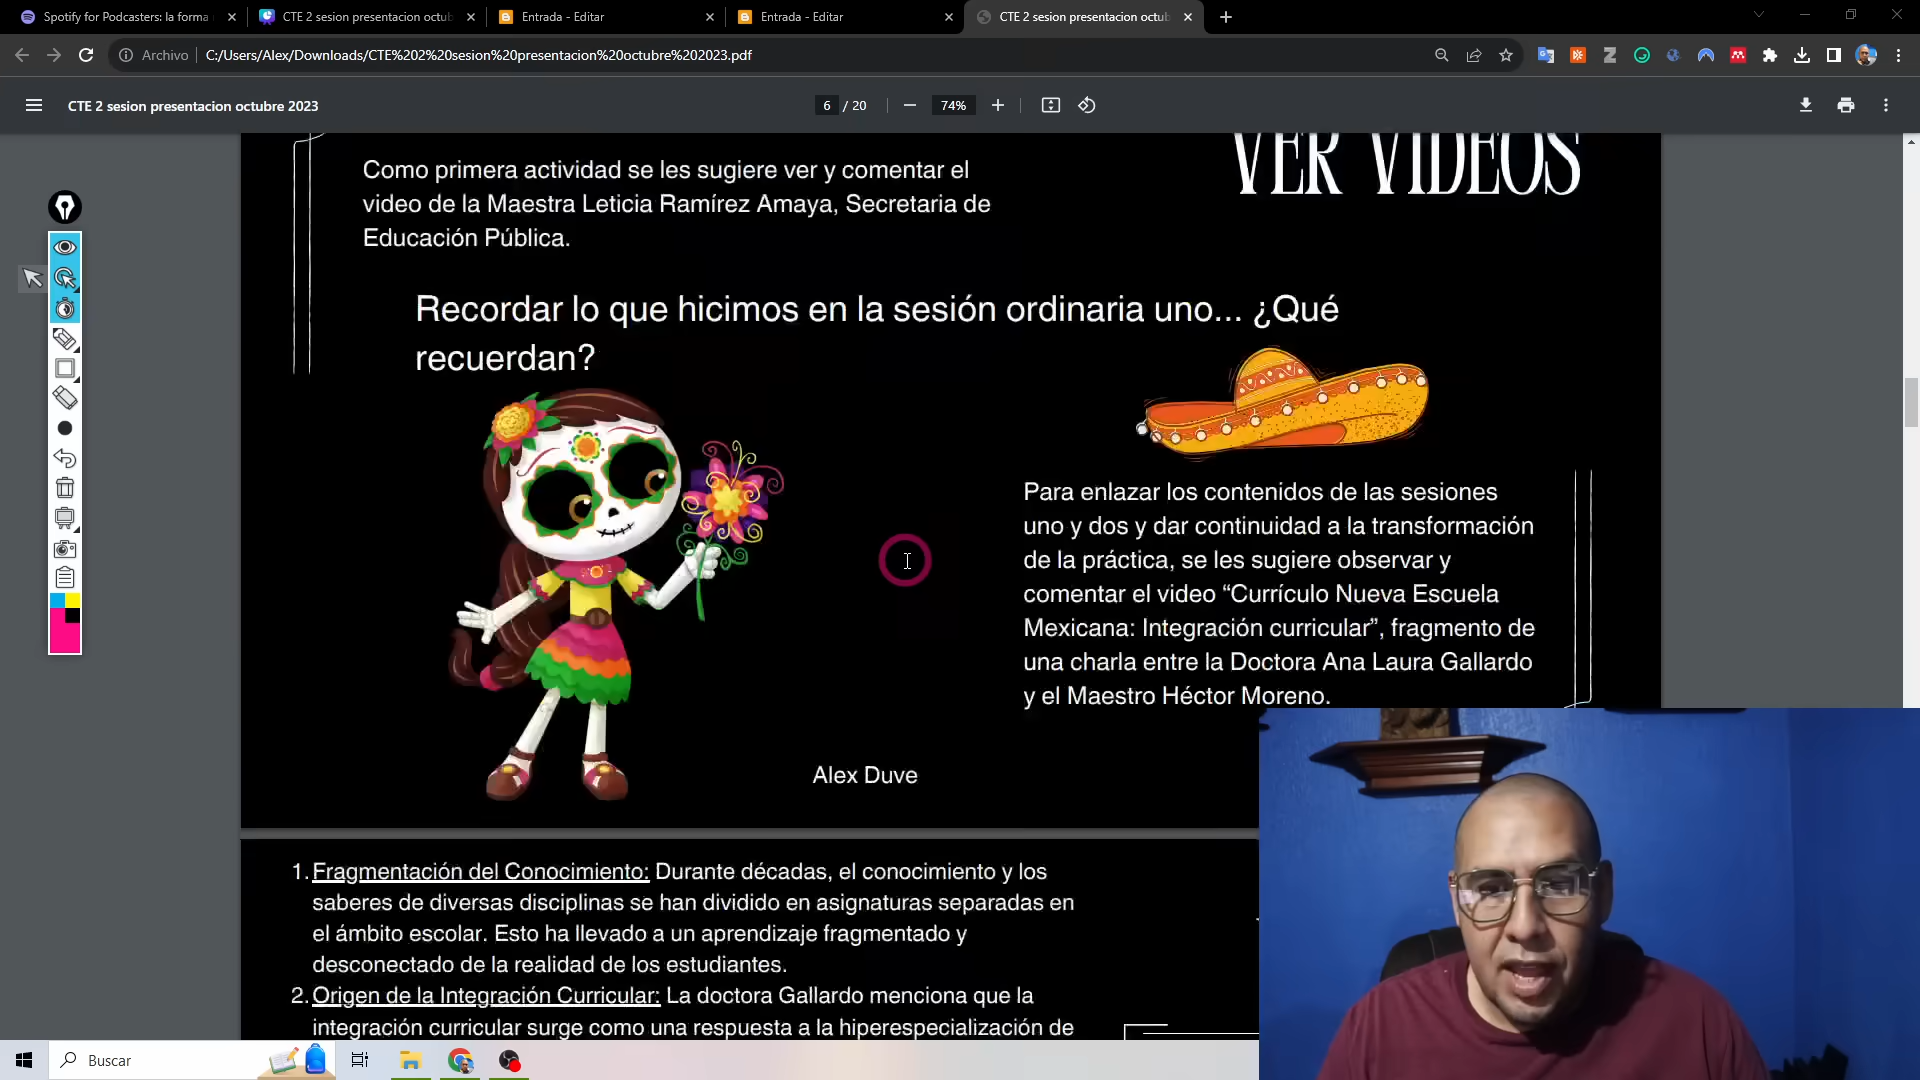 Spotify for Podcasters: la forma
CTE 2 sesion presentacion octub
Entrada - Editar
Entrada - Editar
CTE 2 sesion presentacion octub
Archivo
C:/Users/Alex/Downloads/CTE%202%20sesion%20presentacion%20octubre%202023.pdf
CTE 2 sesion presentacion octubre 2023
6 / 20
74%
VER VIDEOS
Como primera actividad se les sugiere ver y comentar el
video de la Maestra Leticia Ramírez Amaya, Secretaria de
Educación Pública.
Recordar lo que hicimos en la sesión ordinaria uno... ¿Qué
recuerdan?
Para enlazar los contenidos de las sesiones
uno y dos y dar continuidad a la transformación
de la práctica, se les sugiere observar y
comentar el video “Currículo Nueva Escuela
Mexicana: Integración curricular”, fragmento de
una charla entre la Doctora Ana Laura Gallardo
y el Maestro Héctor Moreno.
Alex Duve
1. Fragmentación del Conocimiento: Durante décadas, el conocimiento y los
saberes de diversas disciplinas se han dividido en asignaturas separadas en
el ámbito escolar. Esto ha llevado a un aprendizaje fragmentado y
desconectado de la realidad de los estudiantes.
2. Origen de la Integración Curricular: La doctora Gallardo menciona que la
integración curricular surge como una respuesta a la hiperespecialización de
Buscar